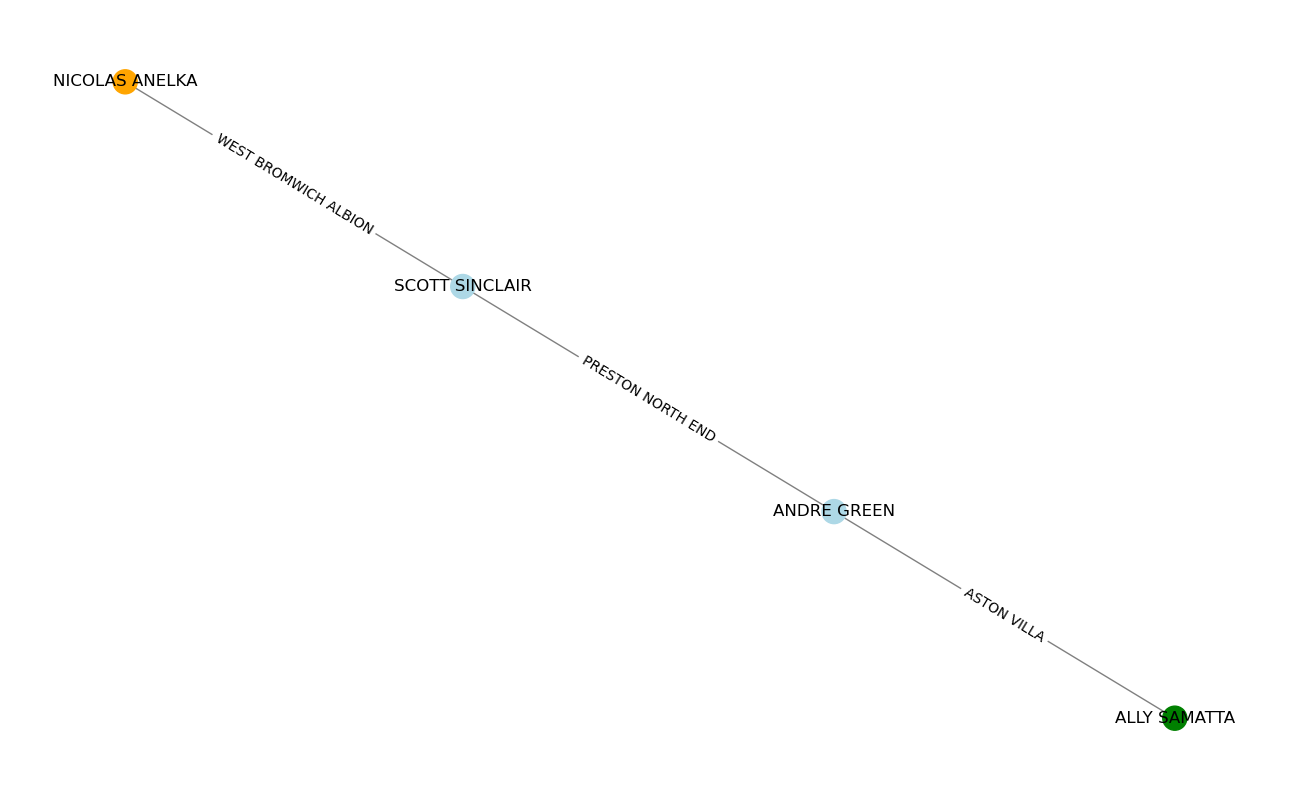 NICOLAS ANELKA
WEST BROMWICH ALBION
SCOTT SINCLAIR
PRESTON NORTH END
ANDRE GREEN
ASTON VILLA
ALLY SAMATTA